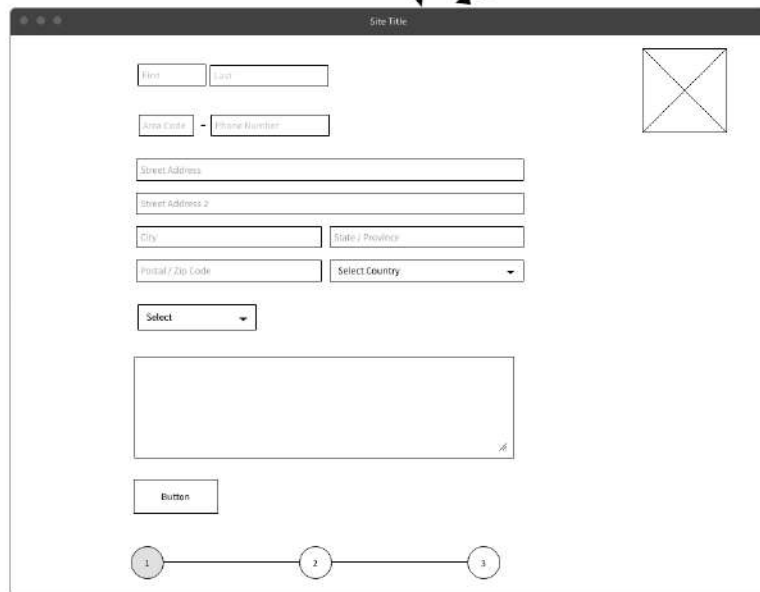 Site Title
First Last
Area Code - Phone Number
Street Address
Street Address 2
City State / Province
Postal / Zip Code Select Country
Select
Button
1 2 3